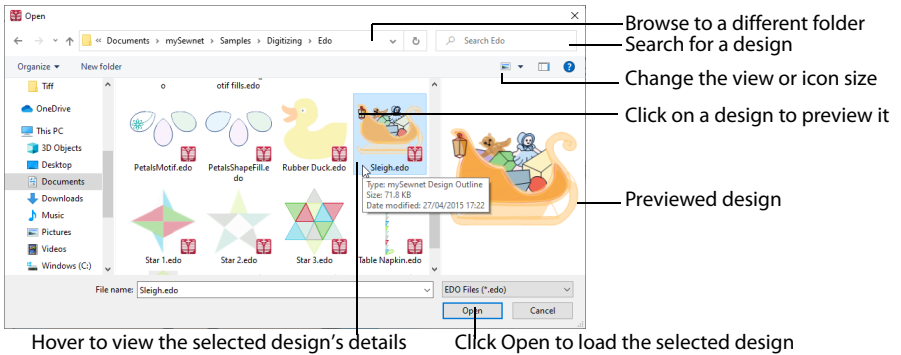 Open
Browse to a different folder
« Documents › mySewnet › Samples › Digitizing › Edo
Search Edo
Search for a design
Organize
New folder
Change the view or icon size
Tiff
OneDrive
This PC
3D Objects
Desktop
Documents
Downloads
Music
Pictures
Videos
Windows (C:)
o
otif fills.edo
Click on a design to preview it
PetalsMotif.edo
PetalsShapeFill.e
do
Rubber Duck.edo
Sleigh.edo
Type: mySewnet Design Outline
Size: 71.8 KB
Date modified: 27/04/2015 17:22
Previewed design
Star 1.edo
Star 2.edo
Star 3.edo
Table Napkin.edo
File name:
Sleigh.edo
EDO Files (*.edo)
Open
Cancel
Hover to view the selected design's details
Click Open to load the selected design